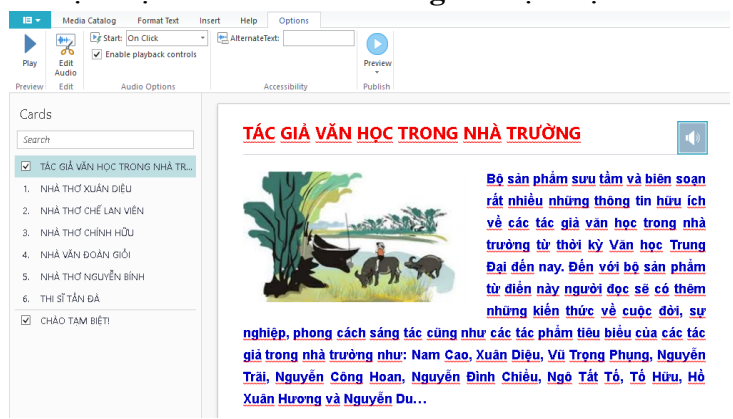 Media Catalog Format Text Insert Help Options
Play
Edit Audio
Start: On Click
Enable playback controls
AlternateText:
Preview
Preview Edit Audio Options Accessibility Publish
Cards
Search
TÁC GIẢ VĂN HỌC TRONG NHÀ TR...
1. NHÀ THƠ XUÂN DIỆU
2. NHÀ THƠ CHẾ LAN VIÊN
3. NHÀ THƠ CHÍNH HỮU
4. NHÀ VĂN ĐOÀN GIỎI
5. NHÀ THƠ NGUYỄN BÍNH
6. THI SĨ TẢN ĐÀ
CHÀO TẠM BIỆT!
TÁC GIẢ VĂN HỌC TRONG NHÀ TRƯỜNG
Bộ sản phẩm sưu tầm và biên soạn
rất nhiều những thông tin hữu ích
về các tác giả văn học trong nhà
trường từ thời kỳ Văn học Trung
Đại đến nay. Đến với bộ sản phẩm
từ điển này người đọc sẽ có thêm
những kiến thức về cuộc đời, sự
nghiệp, phong cách sáng tác cũng như các tác phẩm tiêu biểu của các tác
giả trong nhà trường như: Nam Cao, Xuân Diệu, Vũ Trọng Phụng, Nguyễn
Trãi, Nguyễn Công Hoan, Nguyễn Đình Chiểu, Ngô Tất Tố, Tố Hữu, Hồ
Xuân Hương và Nguyễn Du...